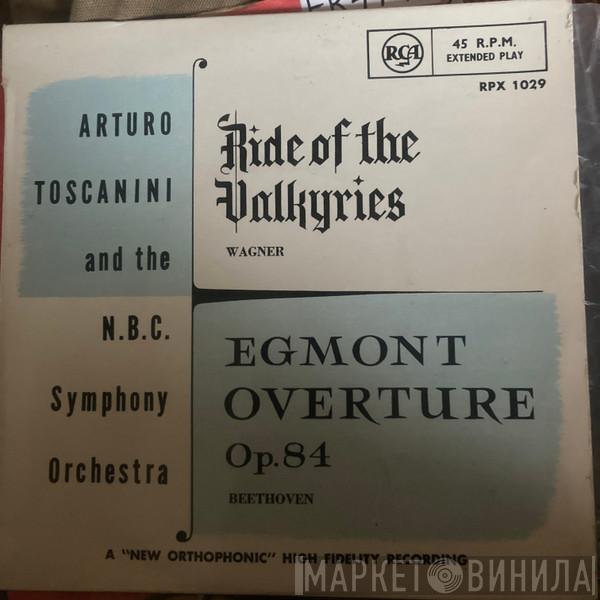 RCA
45 R.P.M.
EXTENDED PLAY
RPX 1029
ARTURO
TOSCANINI
and the
N.B.C.
Symphony
Orchestra
Ride of the
Valkyries
WAGNER
EGMONT
OVERTURE
Op.84
BEETHOVEN
A "NEW ORTHOPHONIC" HIGH FIDELITY RECORDING
МАРКЕТ ВИНИЛА